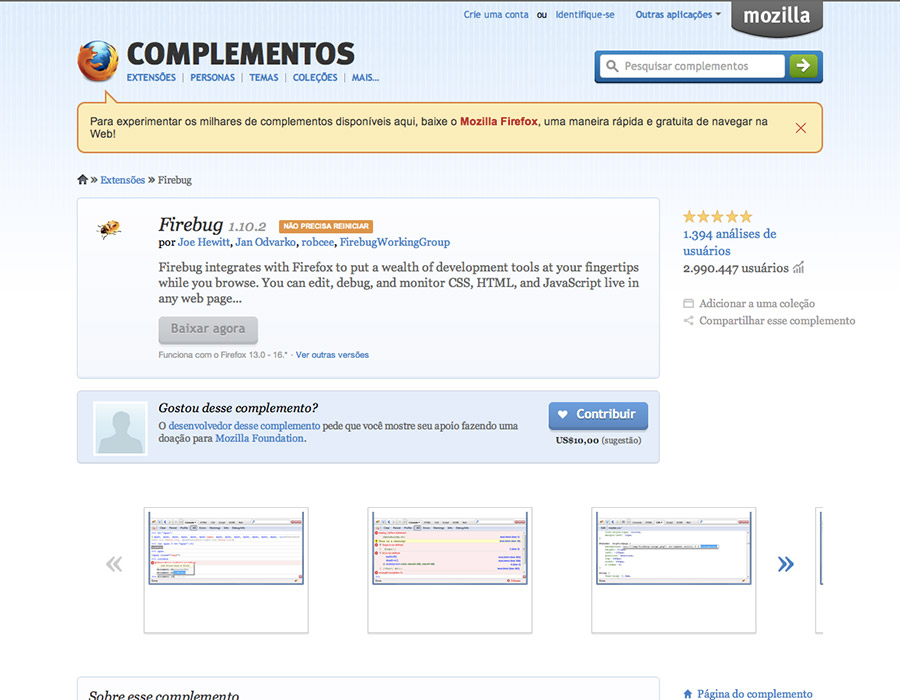 Crie uma conta ou Identifique-se Outras aplicações mozilla
COMPLEMENTOS
EXTENSÕES | PERSONAS | TEMAS | COLEÇÕES | MAIS...
Pesquisar complementos
Para experimentar os milhares de complementos disponíveis aqui, baixe o Mozilla Firefox, uma maneira rápida e gratuita de navegar na
Web!
» Extensões » Firebug
Firebug 1.10.2 NÃO PRECISA REINICIAR
por Joe Hewitt, Jan Odvarko, robcee, FirebugWorkingGroup
Firebug integrates with Firefox to put a wealth of development tools at your fingertips
while you browse. You can edit, debug, and monitor CSS, HTML, and JavaScript live in
any web page...
Baixar agora
Funciona com o Firefox 13.0 - 16.* · Ver outras versões
1.394 análises de
usuários
2.990.447 usuários
Adicionar a uma coleção
Compartilhar esse complemento
Gostou desse complemento?
O desenvolvedor desse complemento pede que você mostre seu apoio fazendo uma
doação para Mozilla Foundation.
Contribuir
US$10,00 (sugestão)
Sobre esse complemento
Página do complemento